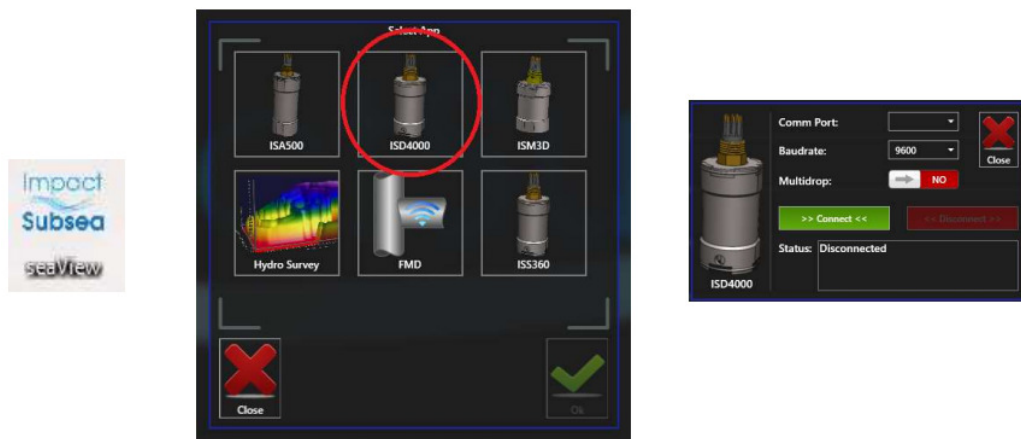 Impact
Subsea
seaView
Select App
ISA500
ISD4000
ISM3D
Hydro Survey
FMD
ISS360
Close
Ok
ISD4000
Comm Port:
Baudrate: 9600
Multidrop: NO
Close
>> Connect << << Disconnect >>
Status: Disconnected